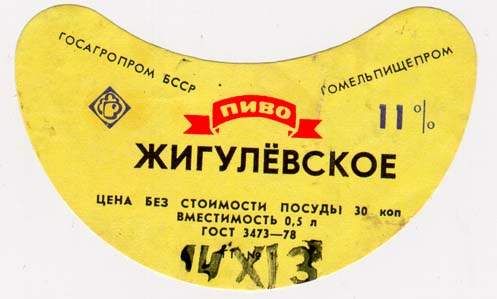 ГОСАГРОПРОМ БССР
ГОМЕЛЬПИЩЕПРОМ
ПИВО
11%
ЖИГУЛЁВСКОЕ
ЦЕНА БЕЗ СТОИМОСТИ ПОСУДЫ 30 коп
ВМЕСТИМОСТЬ 0,5 л
ГОСТ 3473—78